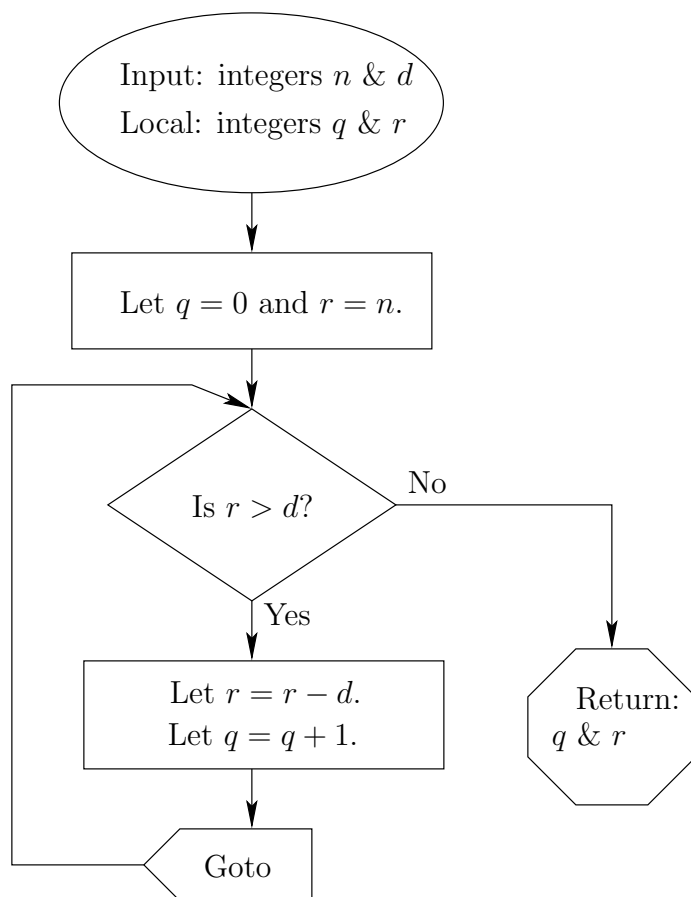 Input: integers n & d
Local: integers q & r
Let q = 0 and r = n.
Is r > d?
No
Yes
Let r = r − d.
Let q = q + 1.
Return:
q & r
Goto